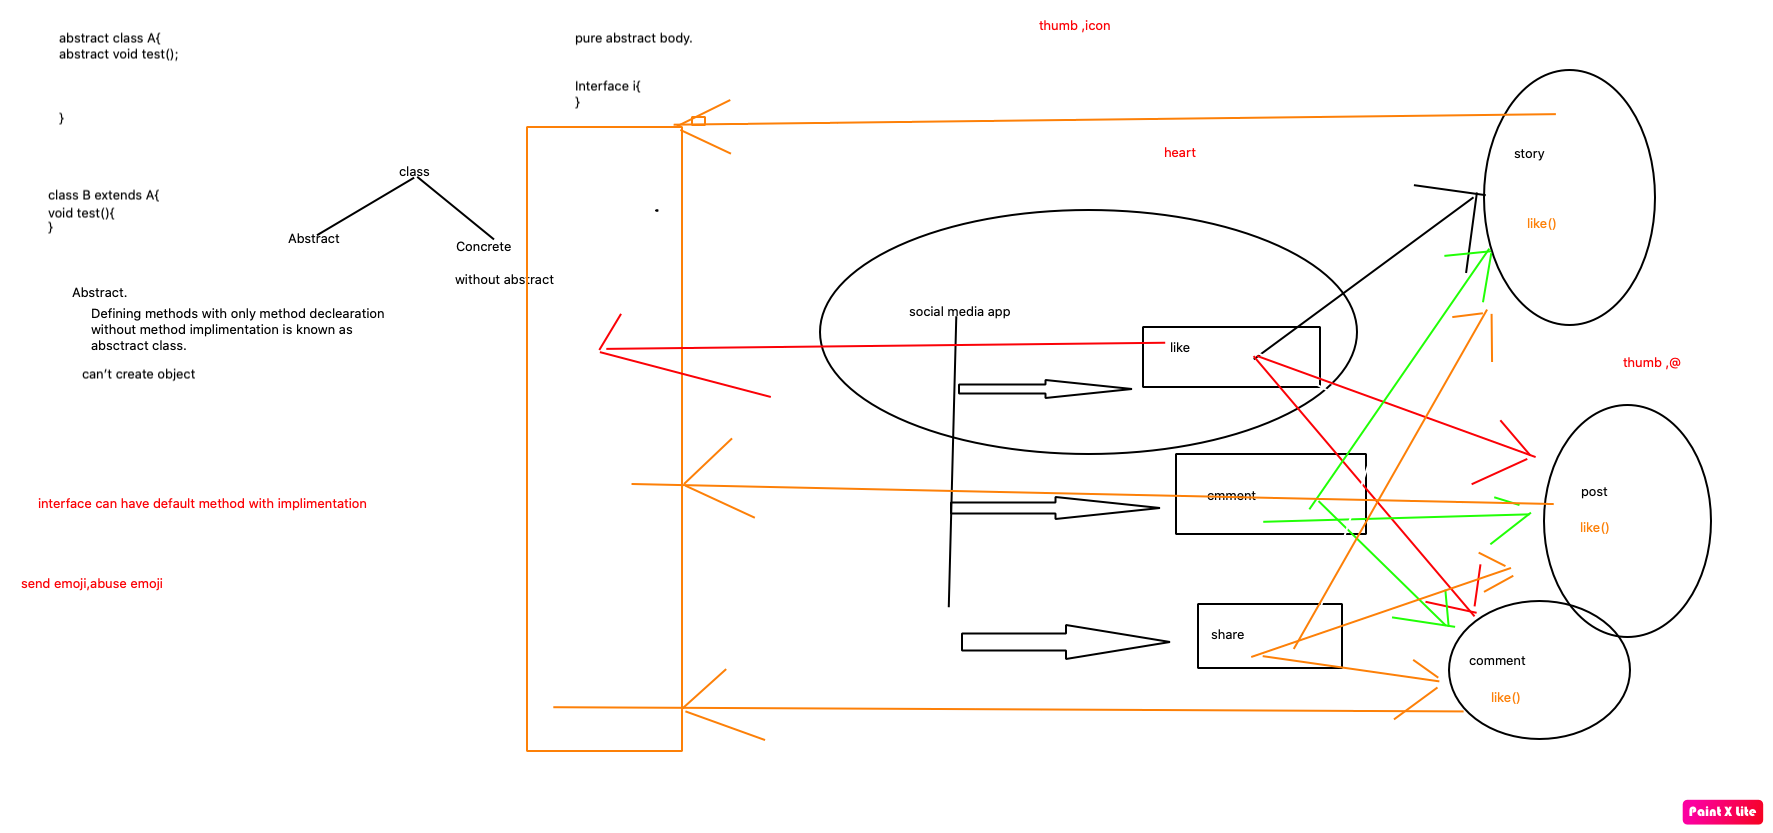 abstract class A{
abstract void test();
}
class B extends A{
void test(){
}
class
Abstract
Concrete
without abstract
Abstract.
Defining methods with only method declearation
without method implimentation is known as
absctract class.
can't create object
interface can have default method with implimentation
send emoji,abuse emoji
pure abstract body.
Interface i{
}
thumb ,icon
heart
social media app
like
omment
share
story
like()
thumb ,@
post
like()
comment
like()
Paint X Lite